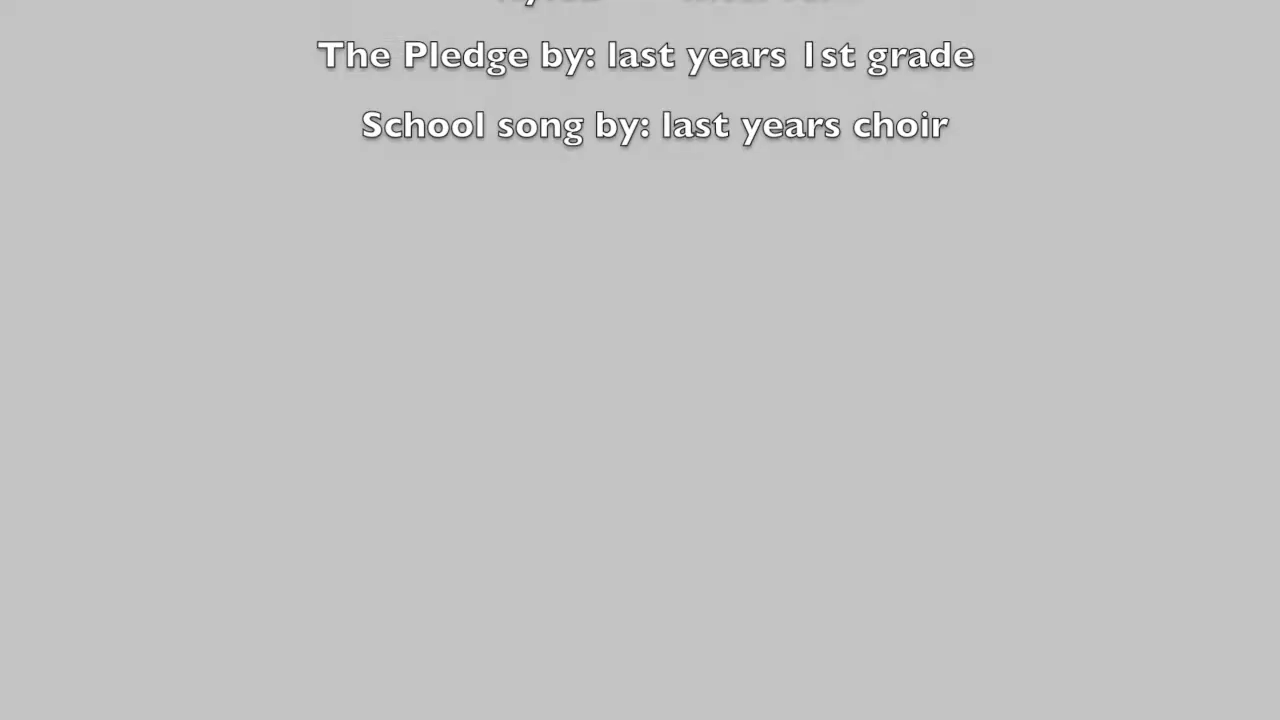 The Pledge by: last years 1st grade
School song by: last years choir